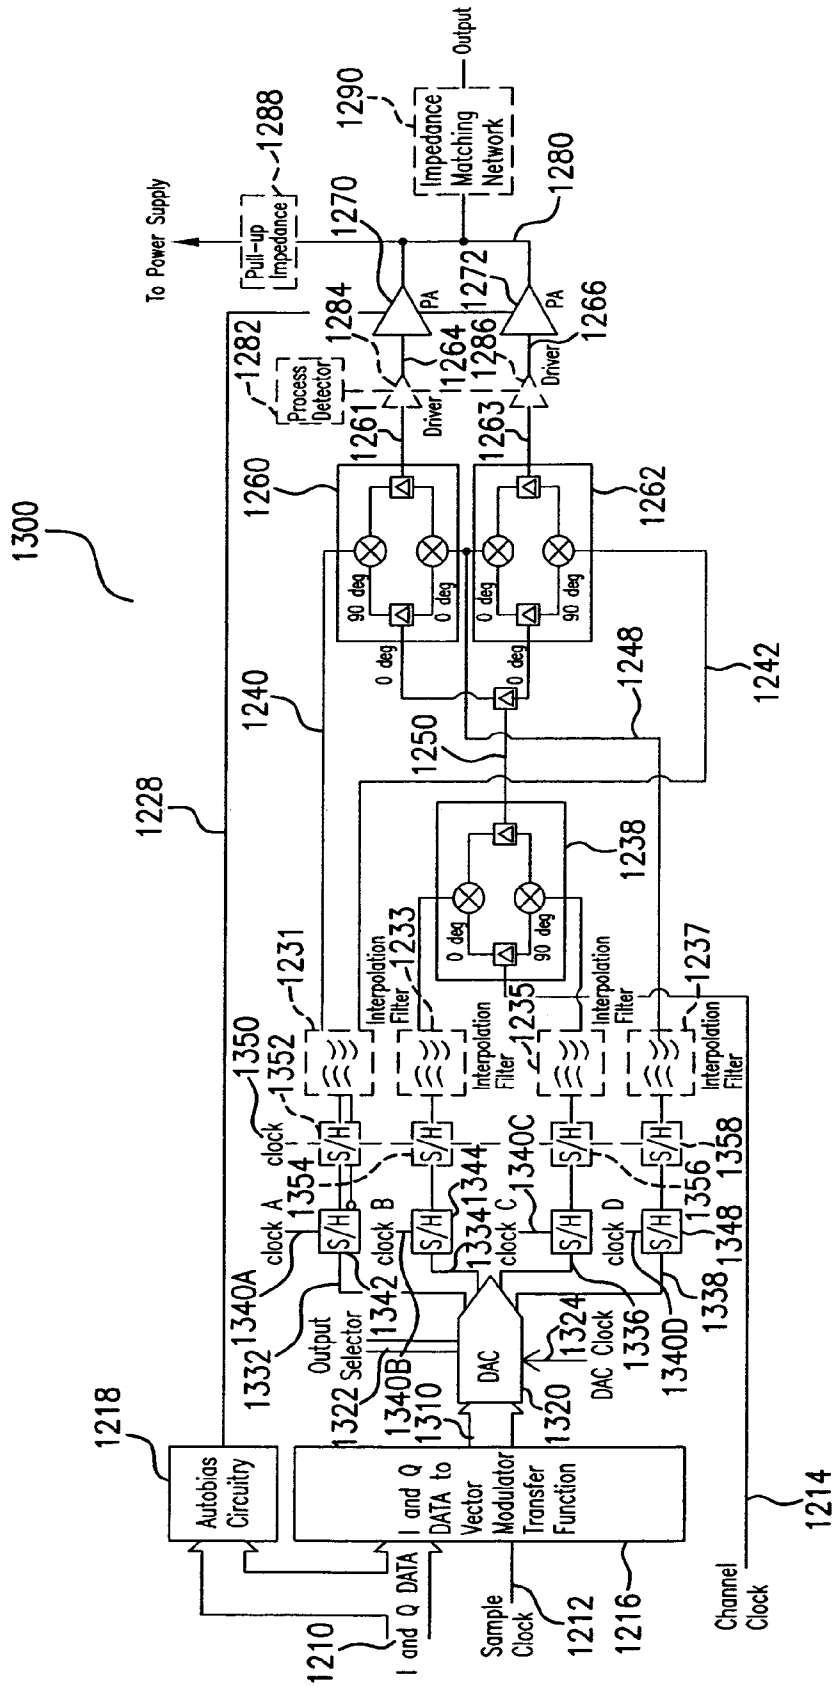 1300
1210
I and Q DATA
Sample
Clock
1212
1216
Channel
Clock
1214
1218
Autobias
Circuitry
I and Q
DATA to
Vector
Modulator
Transfer
Function
1228
1310
1320
DAC
1322
Output
Selector
1324
DAC Clock
1332
1334
1336
1338
clock A
1340A
S/H
1342
clock B
1340B
S/H
1344
clock C
1340C
S/H
clock D
1340D
S/H
1348
clock
1350
1352
S/H
1354
S/H
1356
S/H
1358
S/H
1231
Interpolation
Filter
1233
Interpolation
Filter
1235
Interpolation
Filter
1237
Interpolation
Filter
1238
0 deg
90 deg
1240
1250
1248
1242
0 deg
0 deg
1260
90 deg
0 deg
1262
0 deg
90 deg
1261
1263
1282
Process
Detector
1284
Driver
1286
Driver
1264
1266
1270
PA
1272
PA
1280
To Power Supply
Pull-up
Impedance
1288
1290
Impedance
Matching
Network
Output